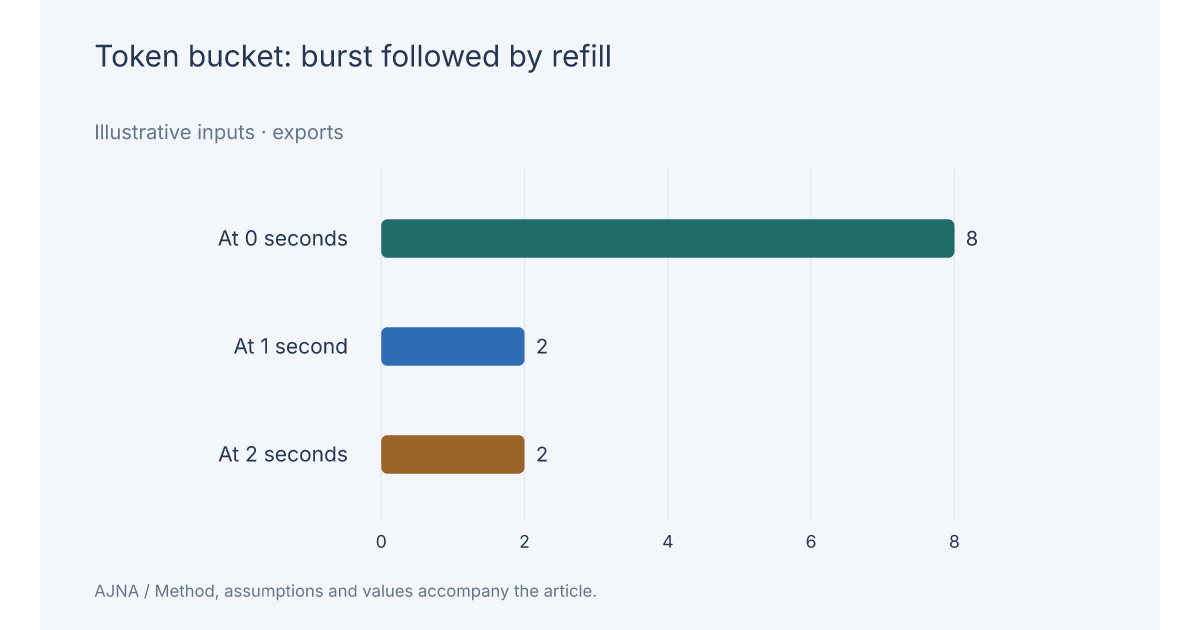 Token bucket: burst followed by refill
Illustrative inputs · exports
At 0 seconds 8
At 1 second 2
At 2 seconds 2
0 2 4 6 8
AJNA / Method, assumptions and values accompany the article.